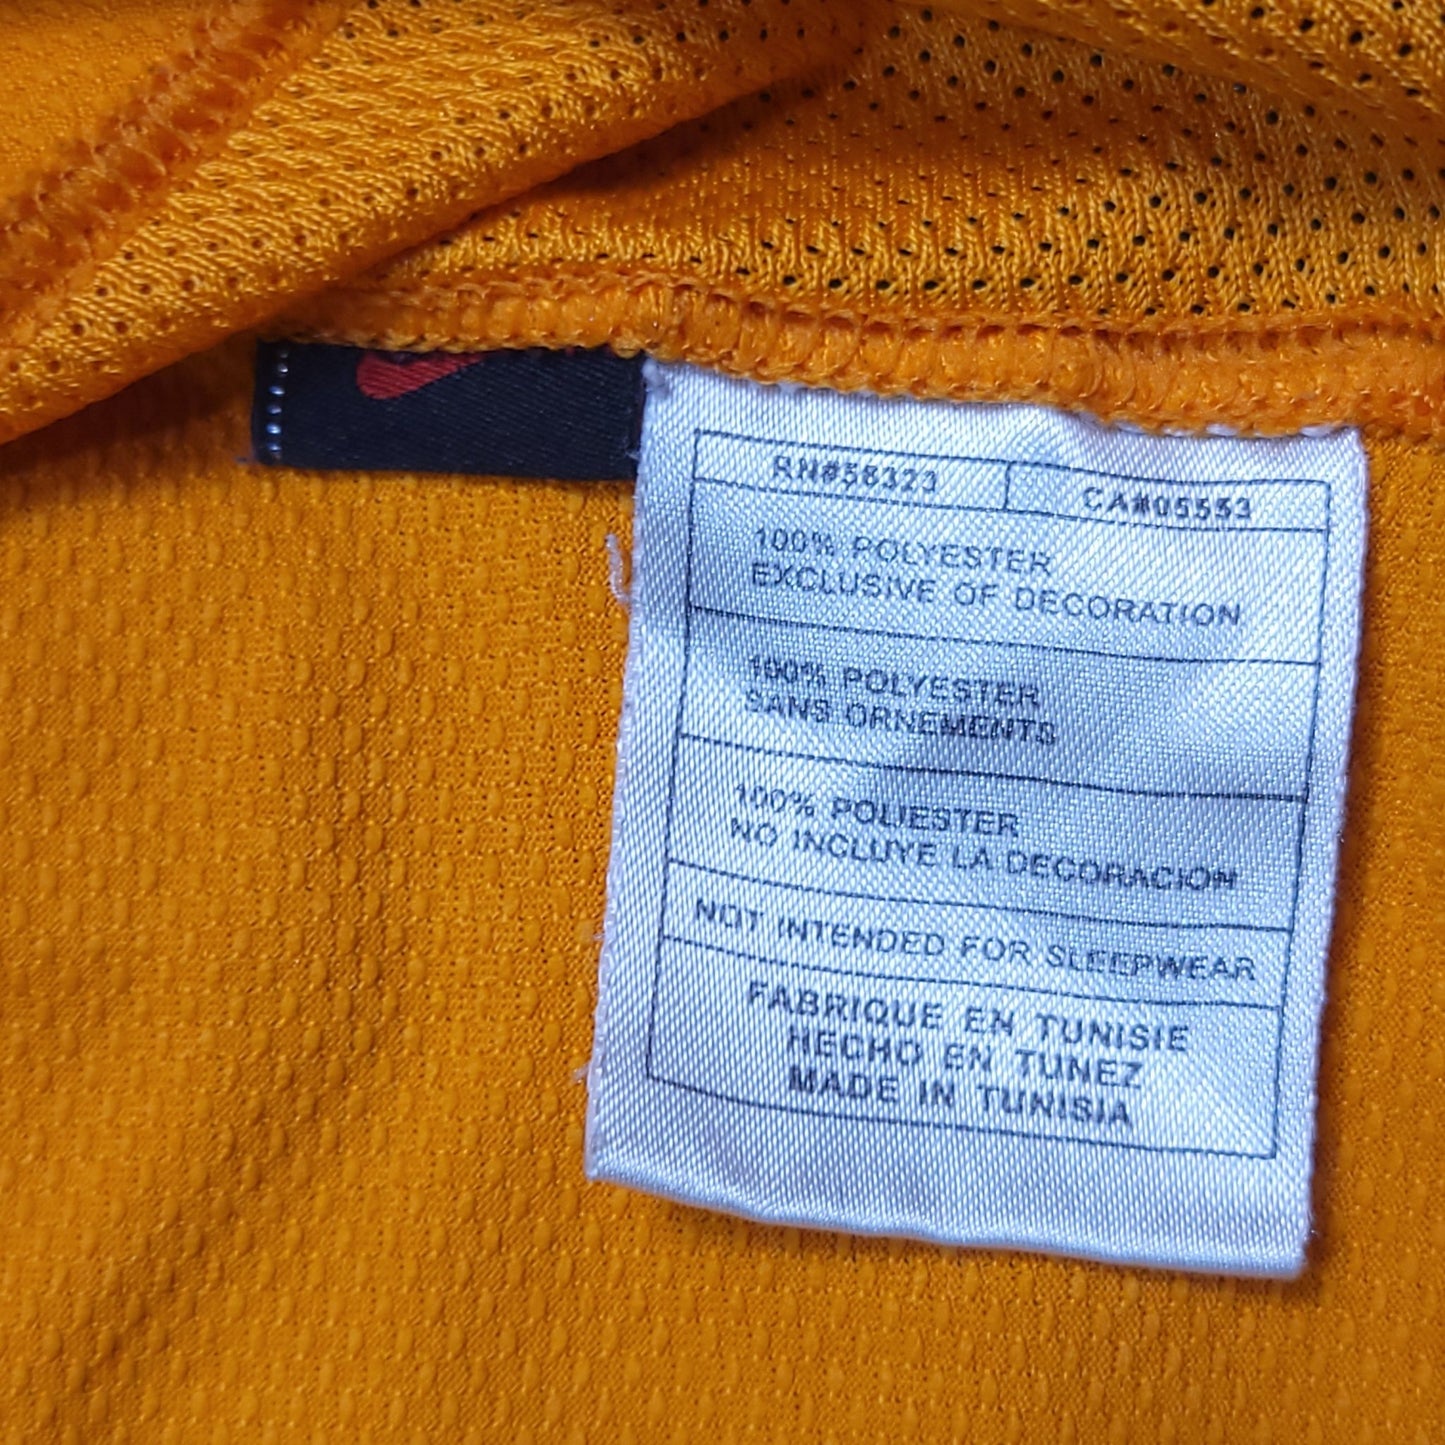 RN#56323 CA#05553
100% POLYESTER
EXCLUSIVE OF DECORATION
100% POLYESTER
SANS ORNEMENTS
100% POLIESTER
NO INCLUYE LA DECORACION
NOT INTENDED FOR SLEEPWEAR
FABRIQUE EN TUNISIE
HECHO EN TUNEZ
MADE IN TUNISIA